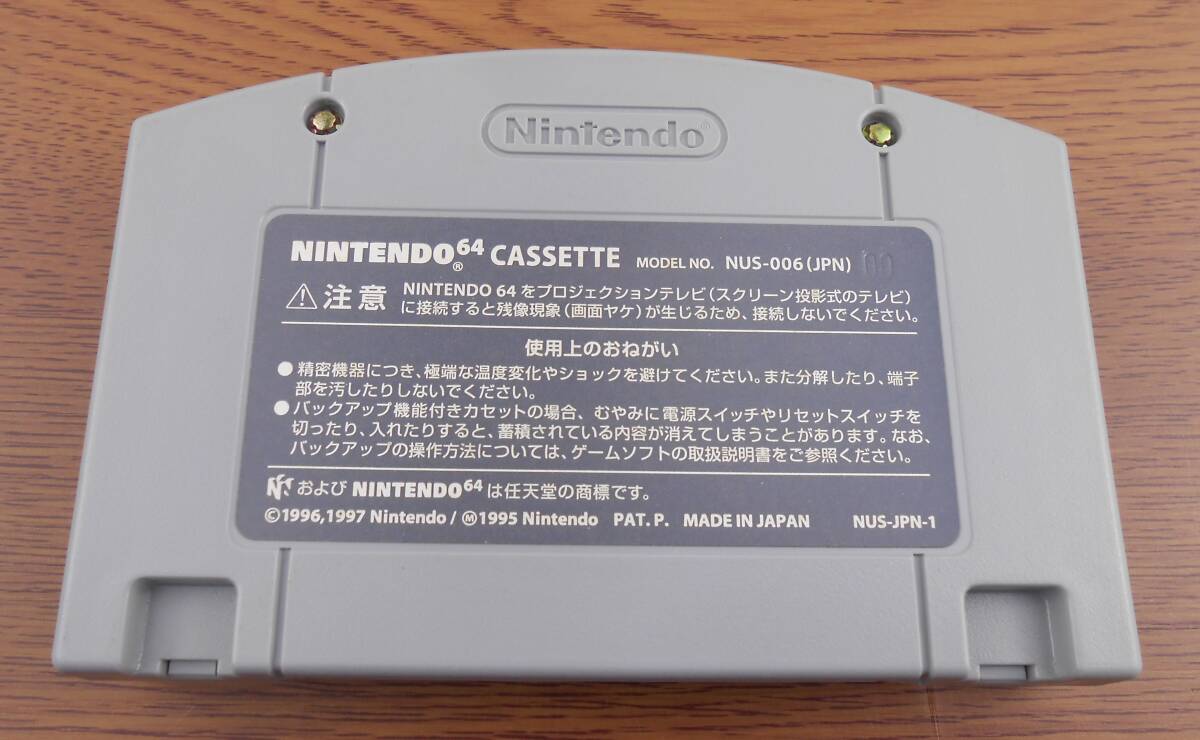 Nintendo®
NINTENDO64® CASSETTE MODEL NO. NUS-006(JPN) 00
⚠注意 NINTENDO 64をプロジェクションテレビ(スクリーン投影式のテレビ)
に接続すると残像現象(画面ヤケ)が生じるため、接続しないでください。
使用上のおねがい
●精密機器につき、極端な温度変化やショックを避けてください。また分解したり、端子
部を汚したりしないでください。
●バックアップ機能付きカセットの場合、むやみに電源スイッチやリセットスイッチを
切ったり、入れたりすると、蓄積されている内容が消えてしまうことがあります。なお、
バックアップの操作方法については、ゲームソフトの取扱説明書をご参照ください。
および NINTENDO64は任天堂の商標です。
©1996,1997 Nintendo/Ⓜ1995 Nintendo PAT.P. MADE IN JAPAN NUS-JPN-1